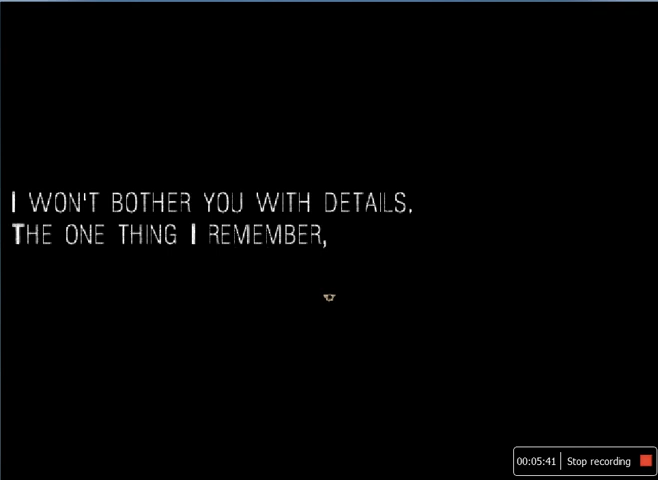 I WON'T BOTHER YOU WITH DETAILS.
THE ONE THING I REMEMBER,
00:05:41 Stop recording